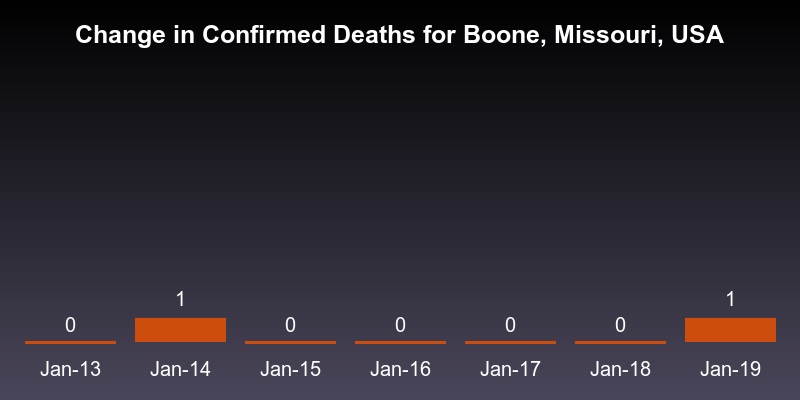 Change in Confirmed Deaths for Boone, Missouri, USA
0 1 0 0 0 0 1
Jan-13 Jan-14 Jan-15 Jan-16 Jan-17 Jan-18 Jan-19